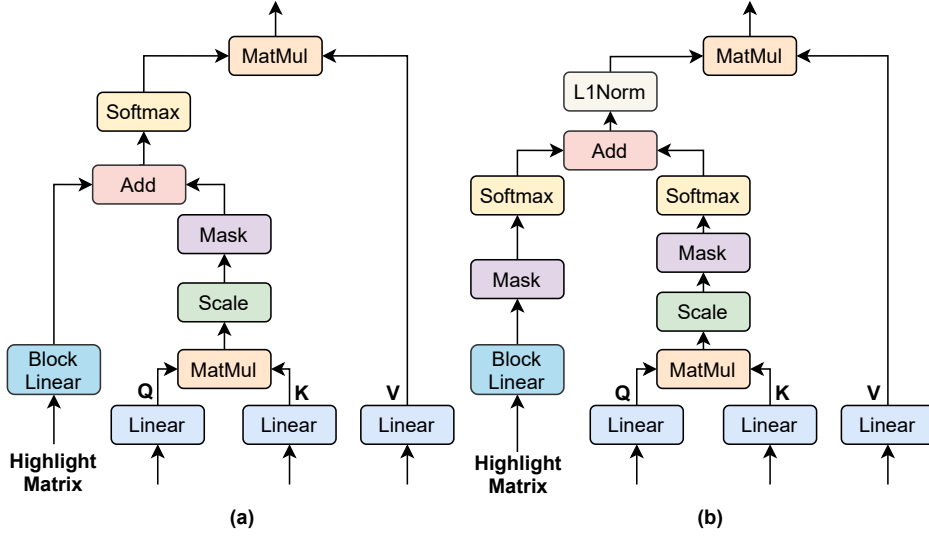 MatMul
Softmax
Add
Mask
Scale
Block
Linear
MatMul
Q
K
V
Linear
Linear
Linear
Highlight
Matrix
(a)
MatMul
L1Norm
Add
Softmax
Softmax
Mask
Mask
Scale
Block
Linear
MatMul
Q
K
V
Linear
Linear
Linear
Highlight
Matrix
(b)